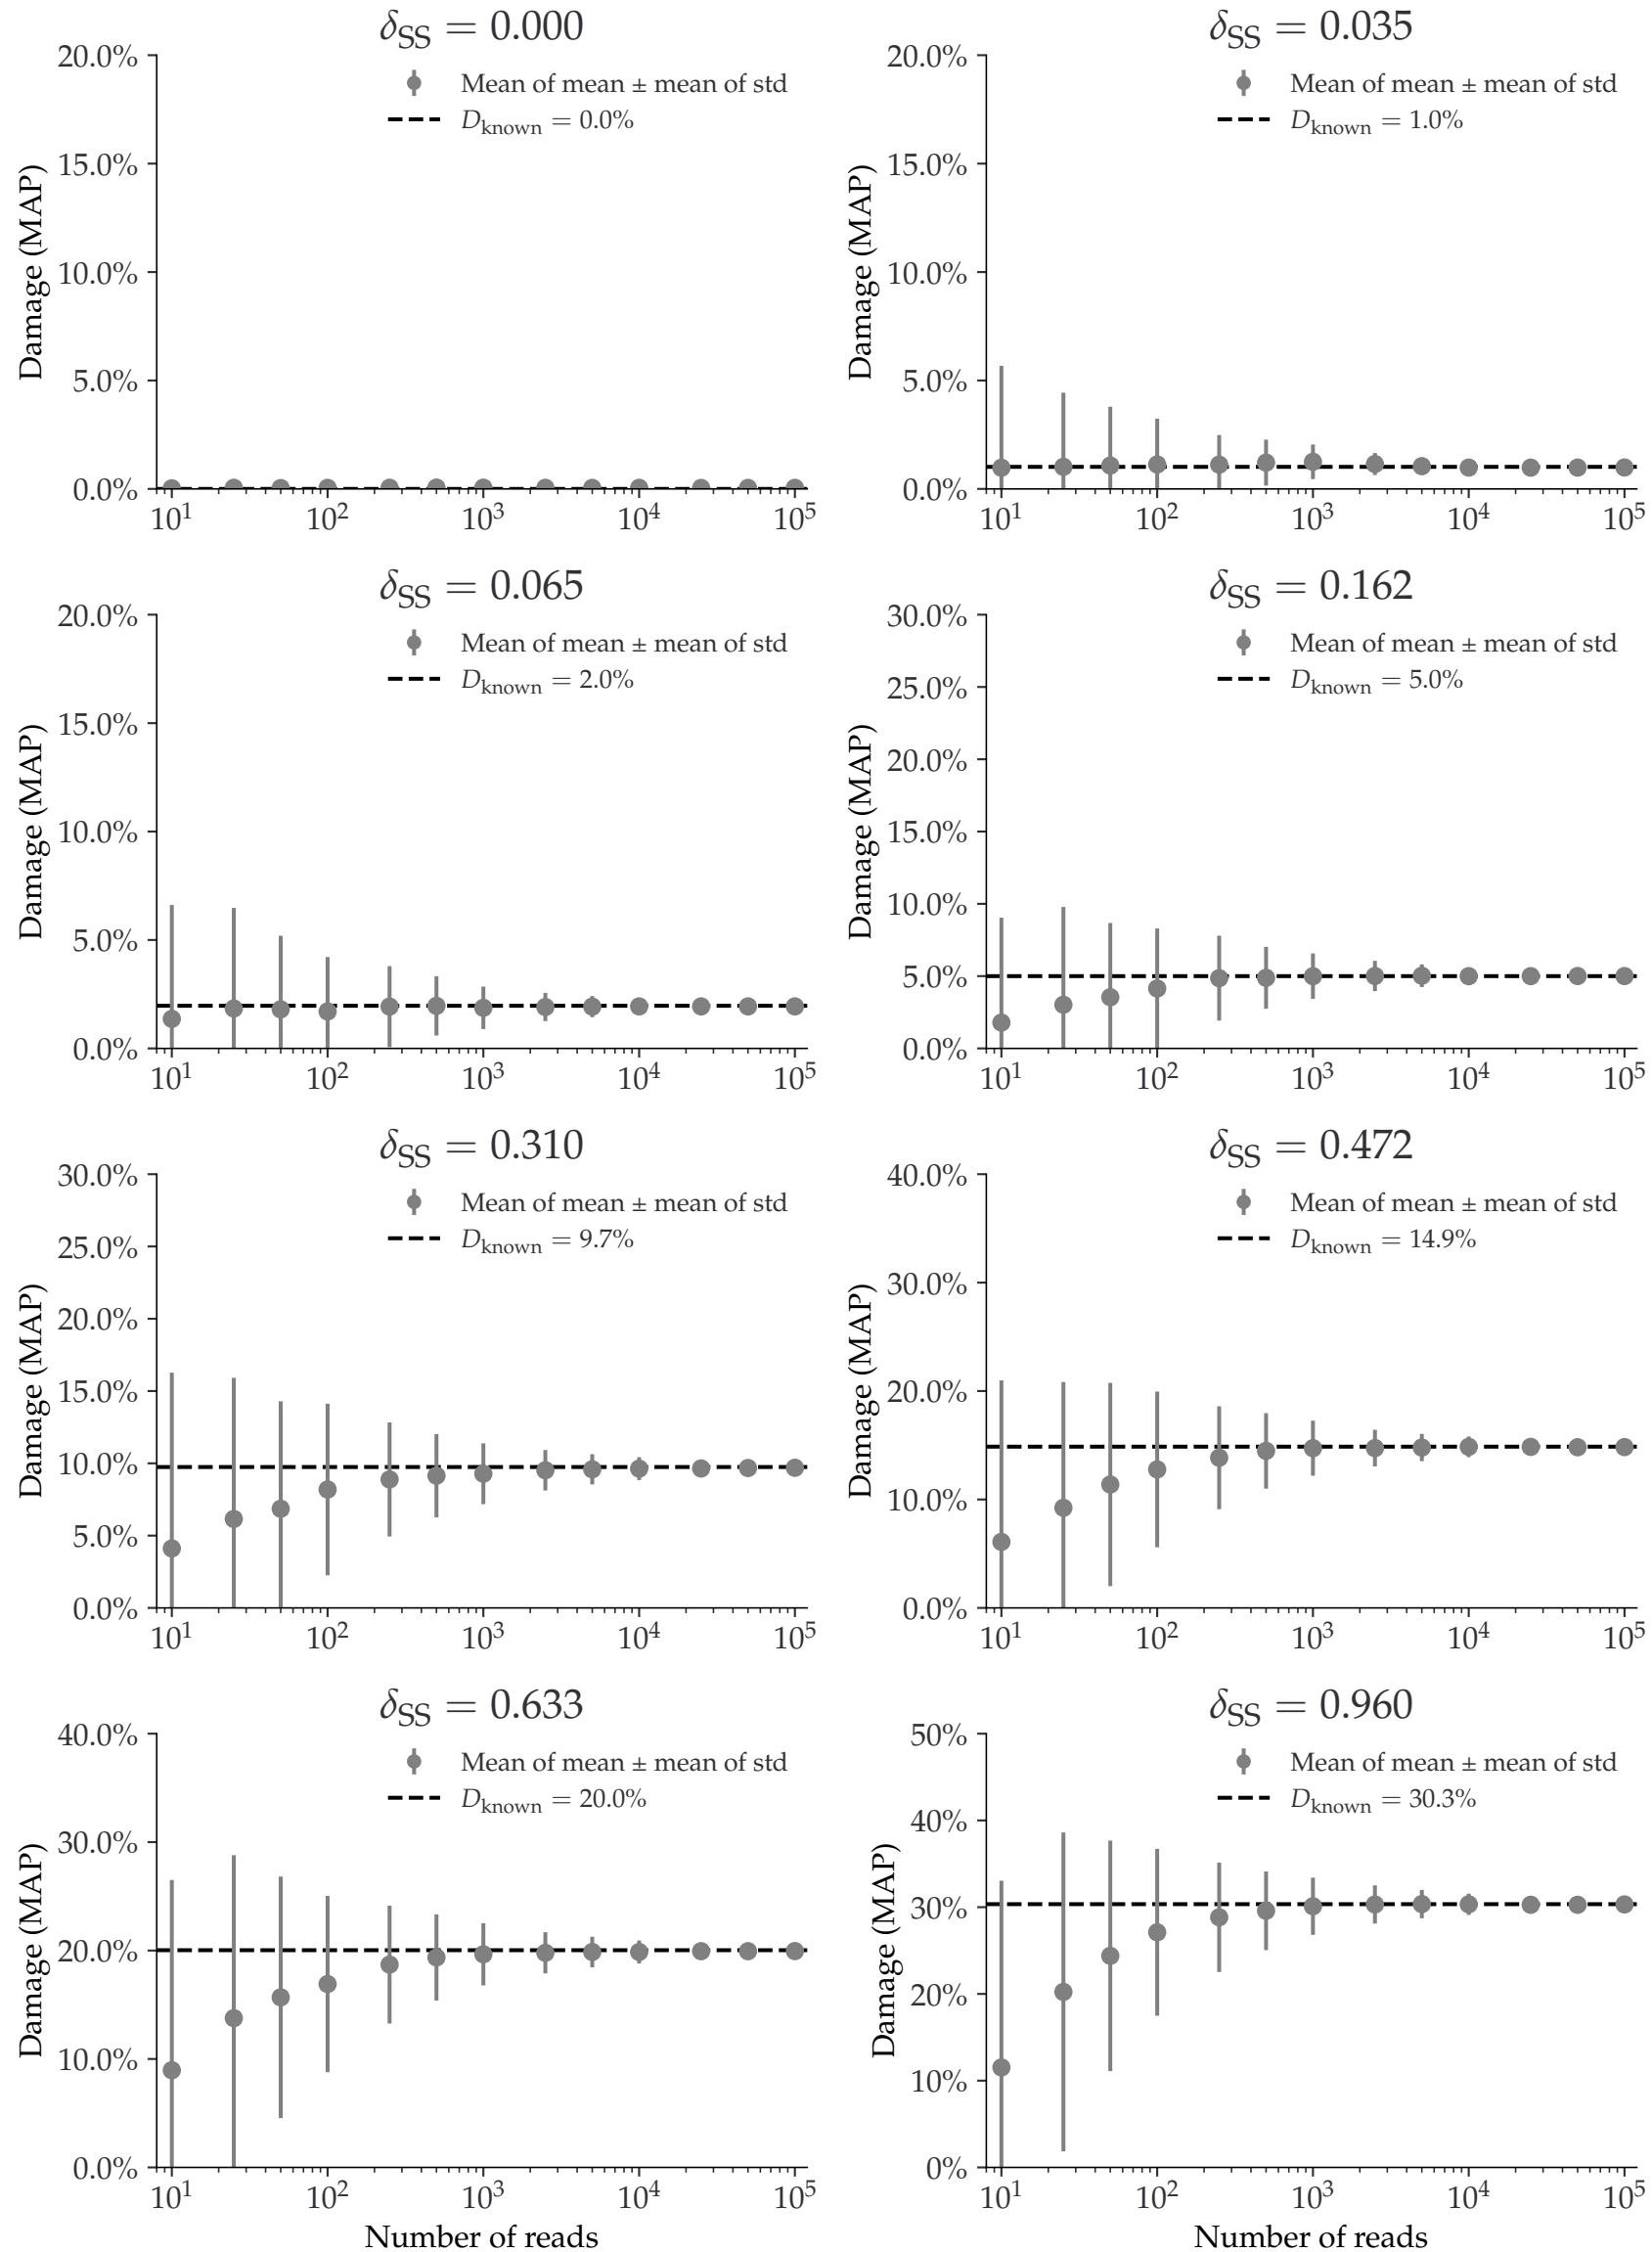 δSS = 0.000
20.0%
15.0%
10.0%
5.0%
0.0%
Damage (MAP)
Mean of mean ± mean of std
Dknown = 0.0%
10¹ 10² 10³ 10⁴ 10⁵
δSS = 0.035
20.0%
15.0%
10.0%
5.0%
0.0%
Damage (MAP)
Mean of mean ± mean of std
Dknown = 1.0%
10¹ 10² 10³ 10⁴ 10⁵
δSS = 0.065
20.0%
15.0%
10.0%
5.0%
0.0%
Damage (MAP)
Mean of mean ± mean of std
Dknown = 2.0%
10¹ 10² 10³ 10⁴ 10⁵
δSS = 0.162
30.0%
25.0%
20.0%
15.0%
10.0%
5.0%
0.0%
Damage (MAP)
Mean of mean ± mean of std
Dknown = 5.0%
10¹ 10² 10³ 10⁴ 10⁵
δSS = 0.310
30.0%
25.0%
20.0%
15.0%
10.0%
5.0%
0.0%
Damage (MAP)
Mean of mean ± mean of std
Dknown = 9.7%
10¹ 10² 10³ 10⁴ 10⁵
δSS = 0.472
40.0%
30.0%
20.0%
10.0%
0.0%
Damage (MAP)
Mean of mean ± mean of std
Dknown = 14.9%
10¹ 10² 10³ 10⁴ 10⁵
δSS = 0.633
40.0%
30.0%
20.0%
10.0%
0.0%
Damage (MAP)
Mean of mean ± mean of std
Dknown = 20.0%
10¹ 10² 10³ 10⁴ 10⁵
Number of reads
δSS = 0.960
50%
40%
30%
20%
10%
0%
Damage (MAP)
Mean of mean ± mean of std
Dknown = 30.3%
10¹ 10² 10³ 10⁴ 10⁵
Number of reads